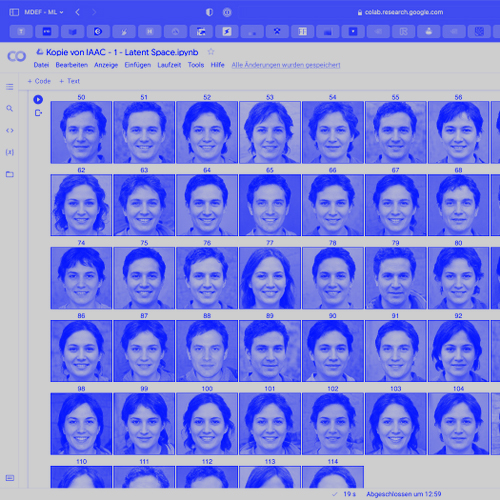 MDEF - ML
colab.research.google.com
CO Kopie von IAAC - 1 - Latent Space.ipynb
Datei Bearbeiten Anzeige Einfügen Laufzeit Tools Hilfe Alle Änderungen wurden gespeichert
+ Code + Text
50 51 52 53 54 55 56
62 63 64 65 66 67 68
74 75 76 77 78 79 80
86 87 88 89 90 91 92
98 99 100 101 102 103 104
110 111 112 113 114
19 s Abgeschlossen um 12:59